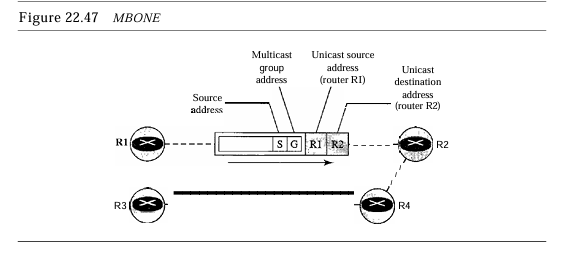 Figure 22.47 MBONE
Multicast
group
address
Unicast source
address
(router RI)
Unicast
destination
address
(router R2)
Source
address
R1
S G R1 R2
R2
R3
R4